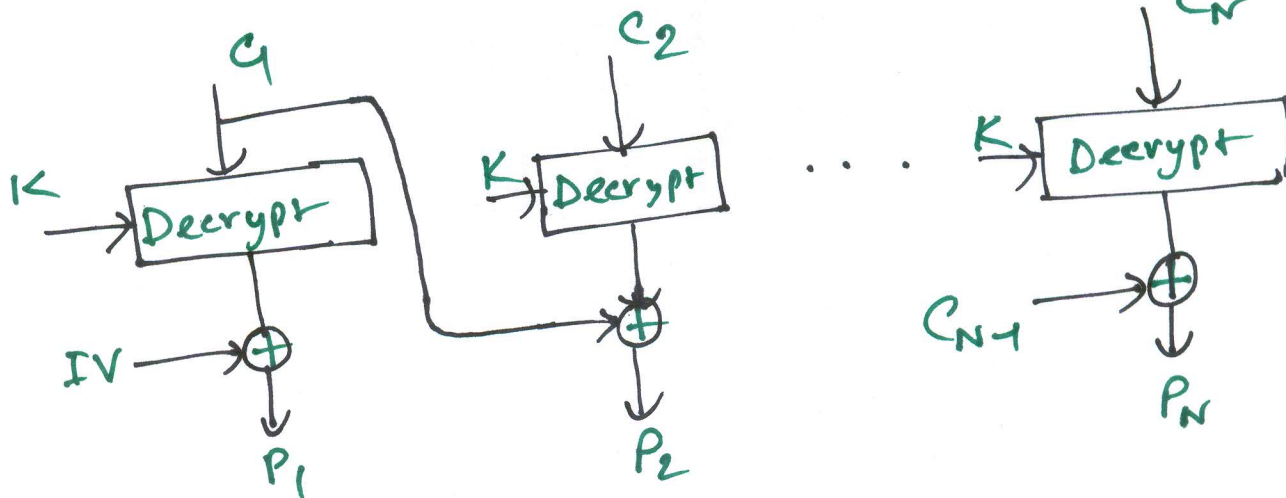 C1
C2
CN
K
Decrypt
K
Decrypt
. . .
K
Decrypt
IV
+
+
CN-1
+
P1
P2
PN